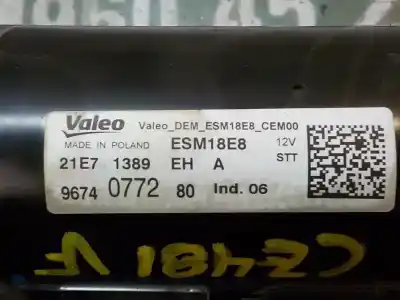 Valeo Valeo_DEM_ESM18E8_CEM00
MADE IN POLAND ESM18E8 12V
21E7 1389 EH A STT
9674 0772 80 Ind. 06